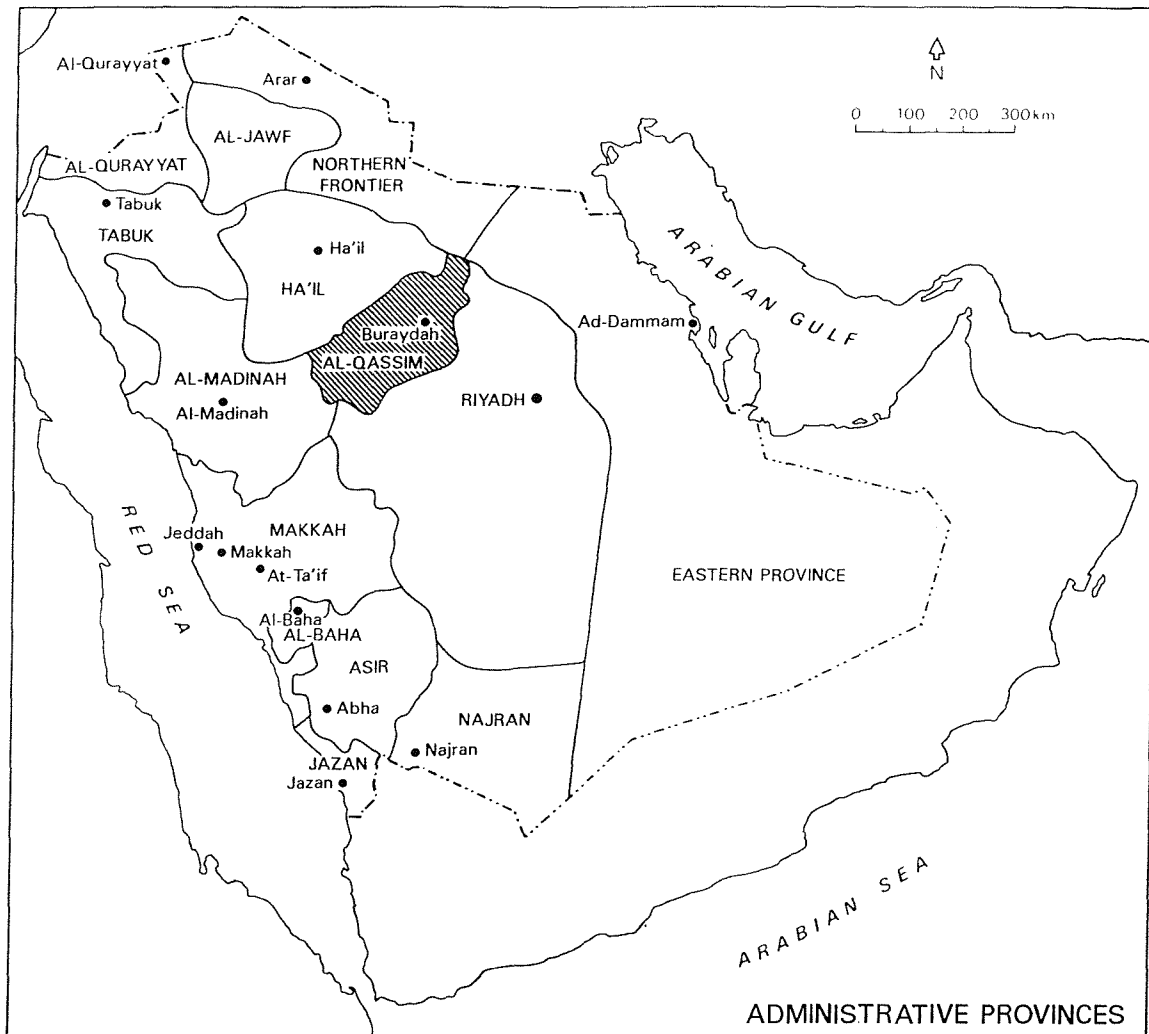 Al-Qurayyat
Arar
N
0 100 200 300 km
AL-JAWF
AL-QURAYYAT
NORTHERN
FRONTIER
Tabuk
TABUK
Ha'il
HA'IL
ARABIAN GULF
Buraydah
AL-QASSIM
Ad-Dammam
AL-MADINAH
Al-Madinah
RIYADH
RED SEA
Jeddah
MAKKAH
Makkah
At-Ta'if
EASTERN PROVINCE
Al-Baha
AL-BAHA
ASIR
Abha
NAJRAN
Najran
JAZAN
Jazan
ARABIAN SEA
ADMINISTRATIVE PROVINCES